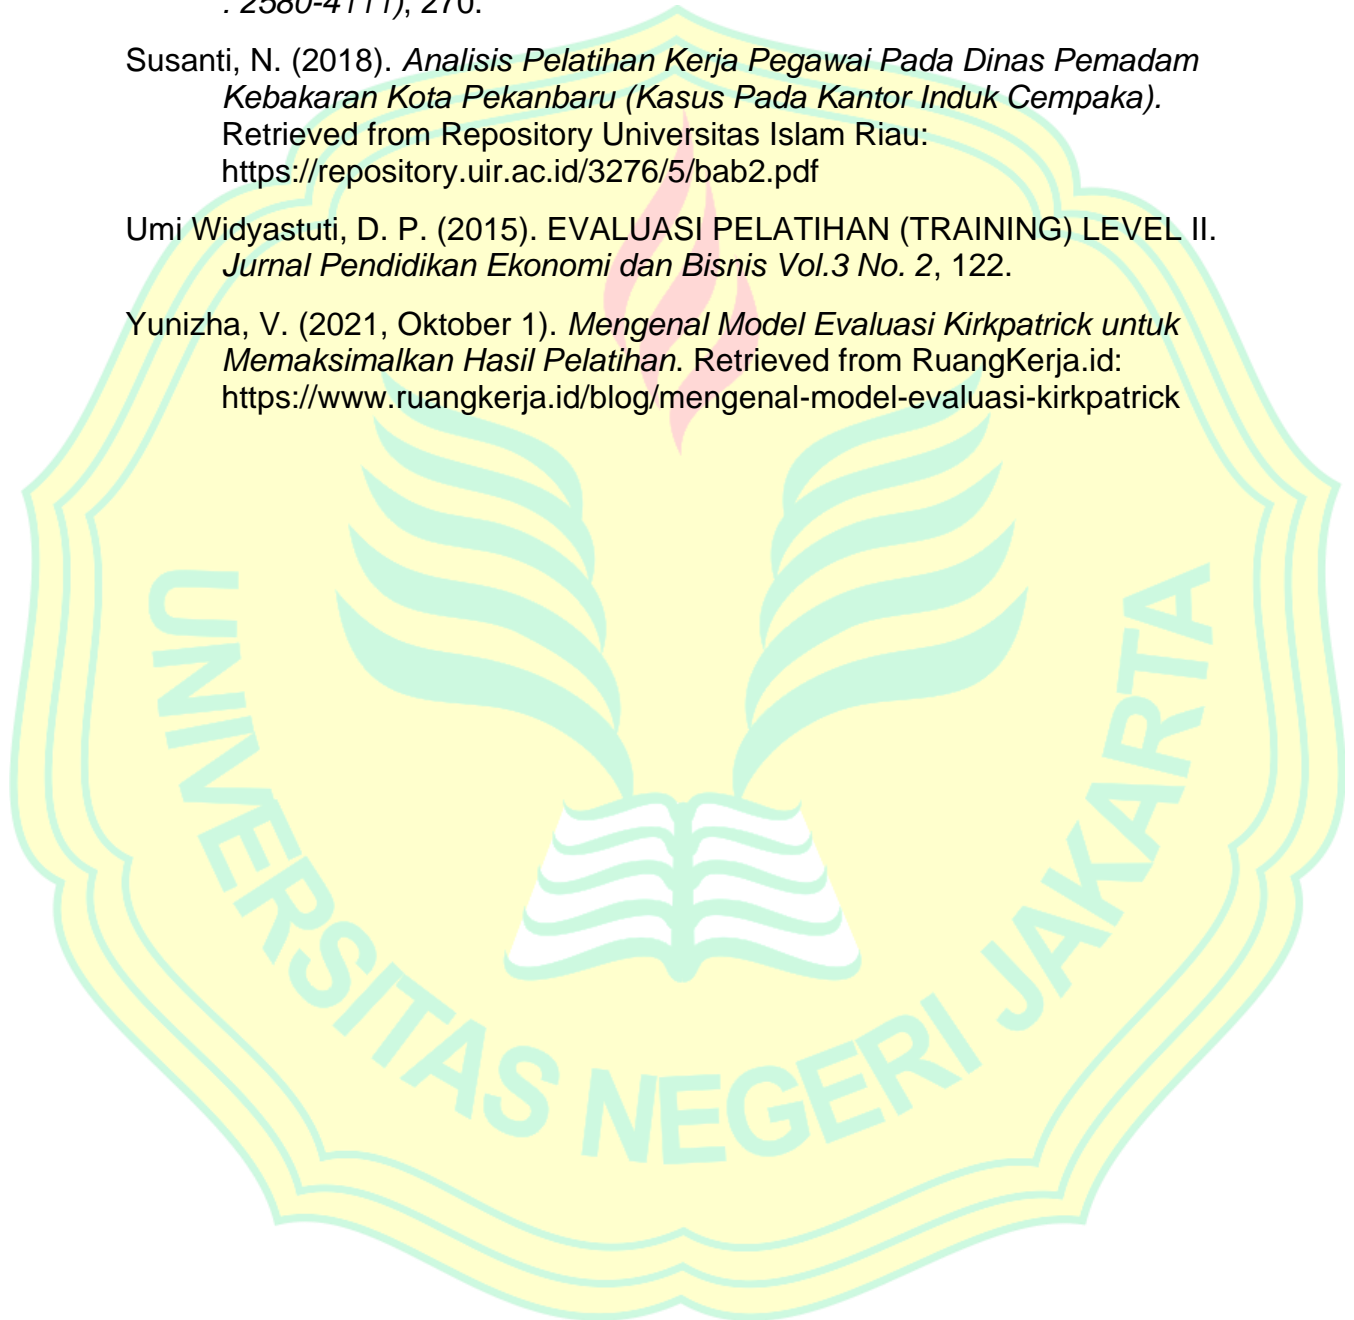 : 2580-4111), 270.
Susanti, N. (2018). Analisis Pelatihan Kerja Pegawai Pada Dinas Pemadam
Kebakaran Kota Pekanbaru (Kasus Pada Kantor Induk Cempaka).
Retrieved from Repository Universitas Islam Riau:
https://repository.uir.ac.id/3276/5/bab2.pdf
Umi Widyastuti, D. P. (2015). EVALUASI PELATIHAN (TRAINING) LEVEL II.
Jurnal Pendidikan Ekonomi dan Bisnis Vol.3 No. 2, 122.
Yunizha, V. (2021, Oktober 1). Mengenal Model Evaluasi Kirkpatrick untuk
Memaksimalkan Hasil Pelatihan. Retrieved from RuangKerja.id:
https://www.ruangkerja.id/blog/mengenal-model-evaluasi-kirkpatrick
UNIVERSITAS NEGERI JAKARTA